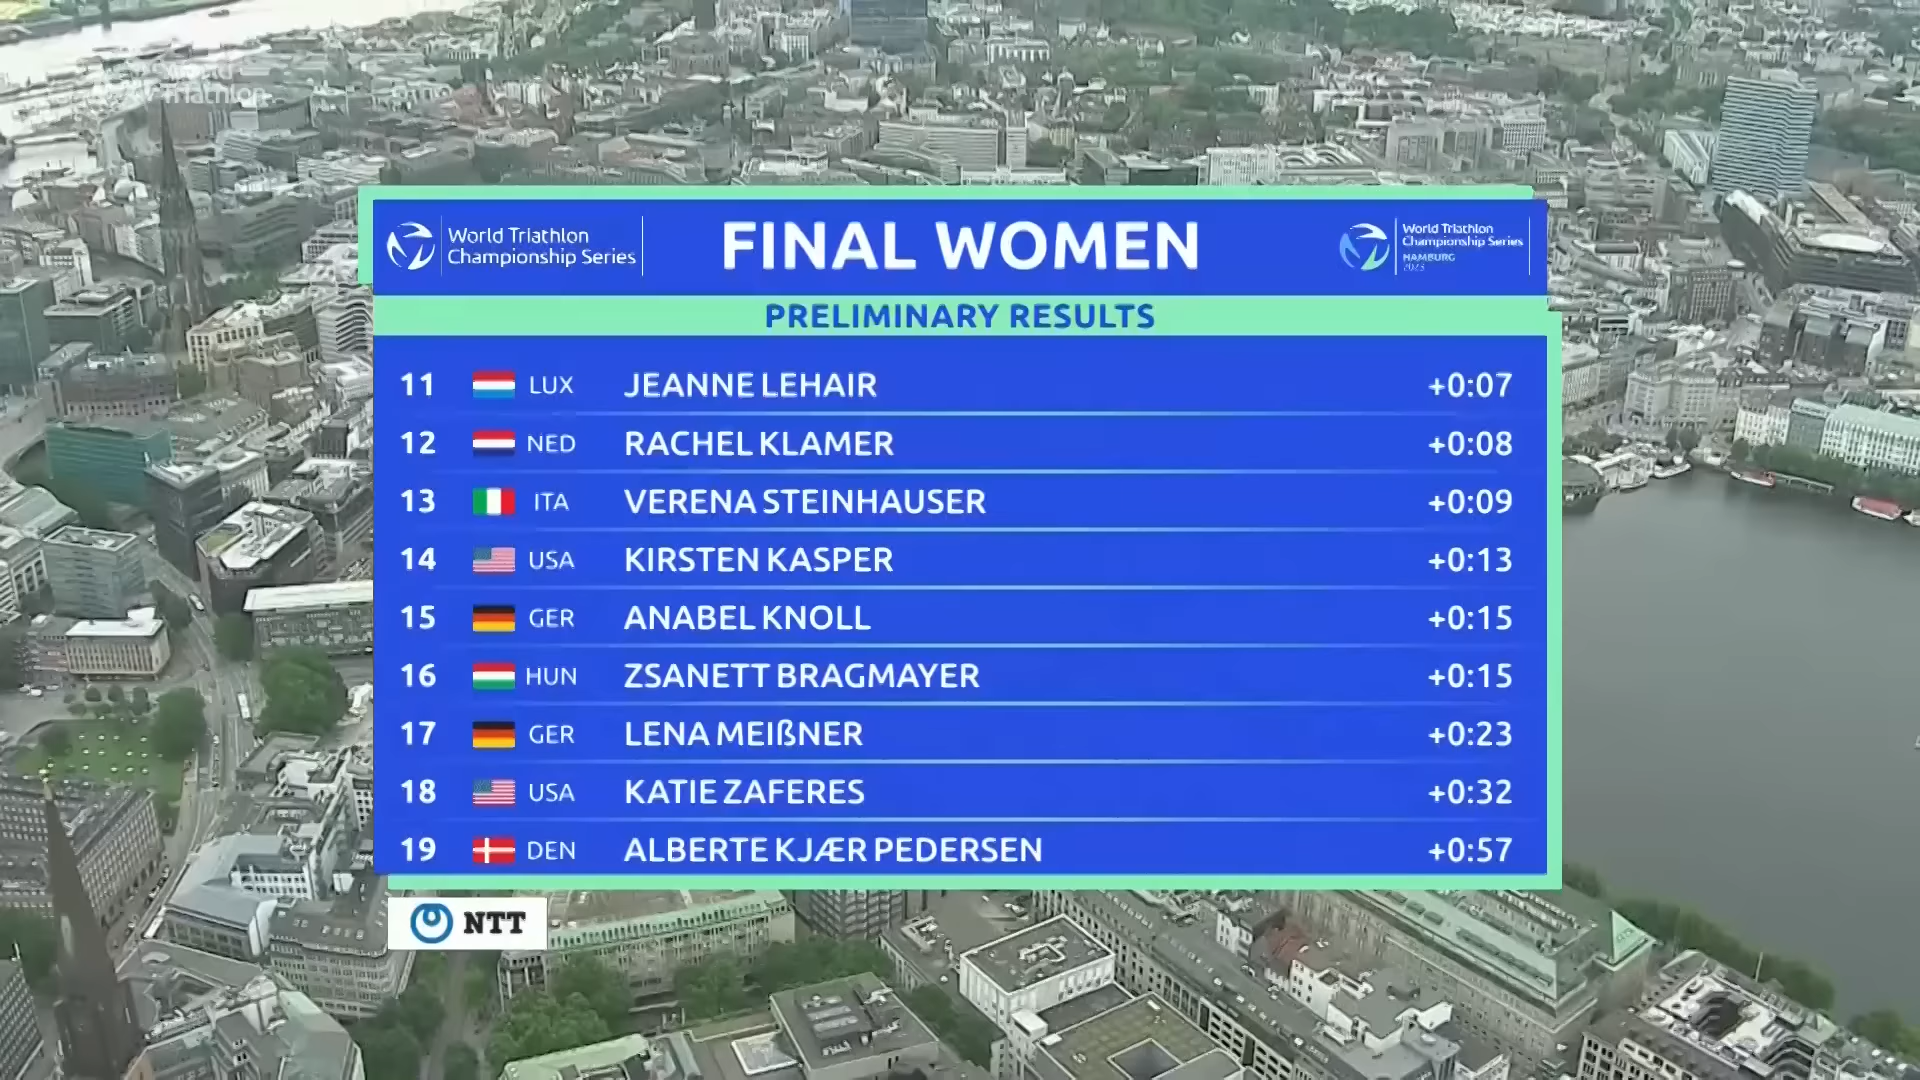 Triathlon
World Triathlon
Championship Series
FINAL WOMEN
World Triathlon
Championship Series
HAMBURG
2023
PRELIMINARY RESULTS
11 LUX JEANNE LEHAIR +0:07
12 NED RACHEL KLAMER +0:08
13 ITA VERENA STEINHAUSER +0:09
14 USA KIRSTEN KASPER +0:13
15 GER ANABEL KNOLL +0:15
16 HUN ZSANETT BRAGMAYER +0:15
17 GER LENA MEIßNER +0:23
18 USA KATIE ZAFERES +0:32
19 DEN ALBERTE KJÆR PEDERSEN +0:57
NTT